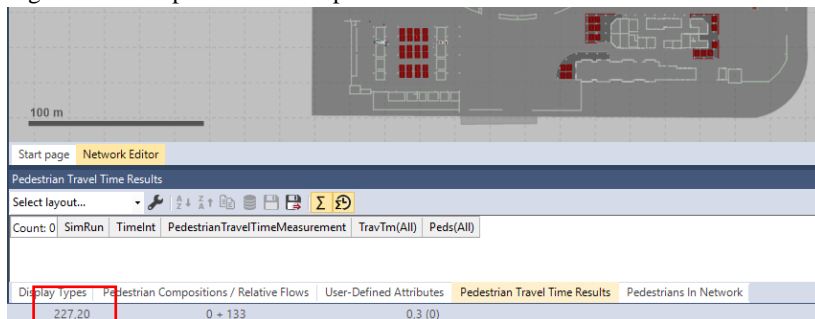 100 m
Start page Network Editor
Pedestrian Travel Time Results
Select layout...
Count: 0 SimRun TimeInt PedestrianTravelTimeMeasurement TravTm(All) Peds(All)
Display Types Pedestrian Compositions / Relative Flows User-Defined Attributes Pedestrian Travel Time Results Pedestrians In Network
227.20 0 + 133 0,3 (0)